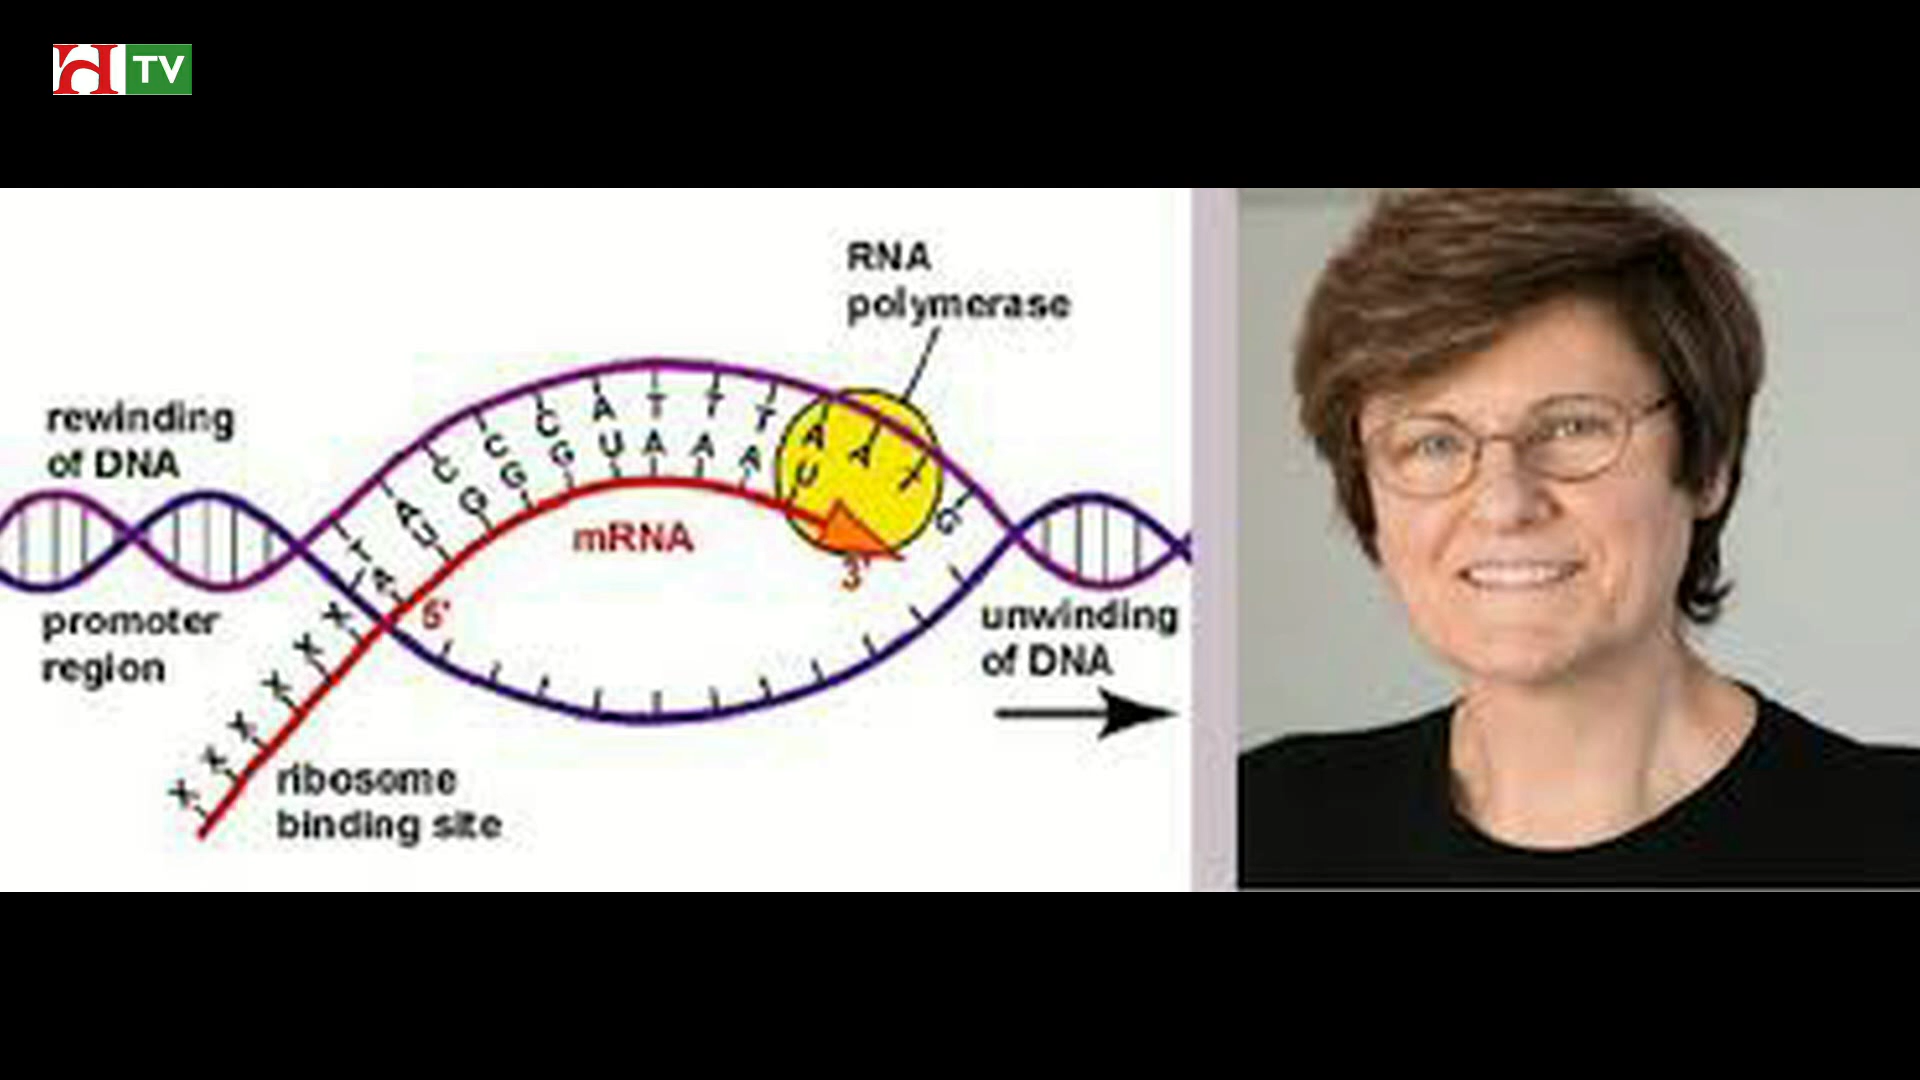 H TV
RNA
polymerase
rewinding
of DNA
C A T T T
C G U A A A A A
C G U
A G G
T U
A
mRNA
3'
5'
promoter
region
unwinding
of DNA
X X X X X X
ribosome
binding site